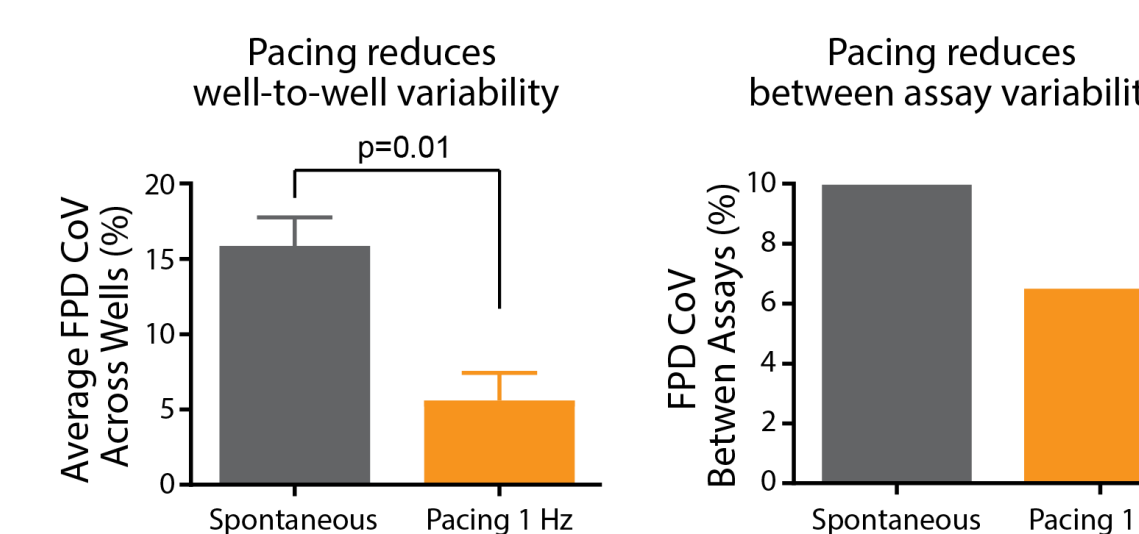 Pacing reduces
well-to-well variability
p=0.01
Average FPD CoV
Across Wells (%)
20
15
10
5
0
Spontaneous
Pacing 1 Hz
Pacing reduces
between assay variabilit
FPD CoV
Betwen Assays (%)
10
8
6
4
2
0
Spontaneous
Pacing 1